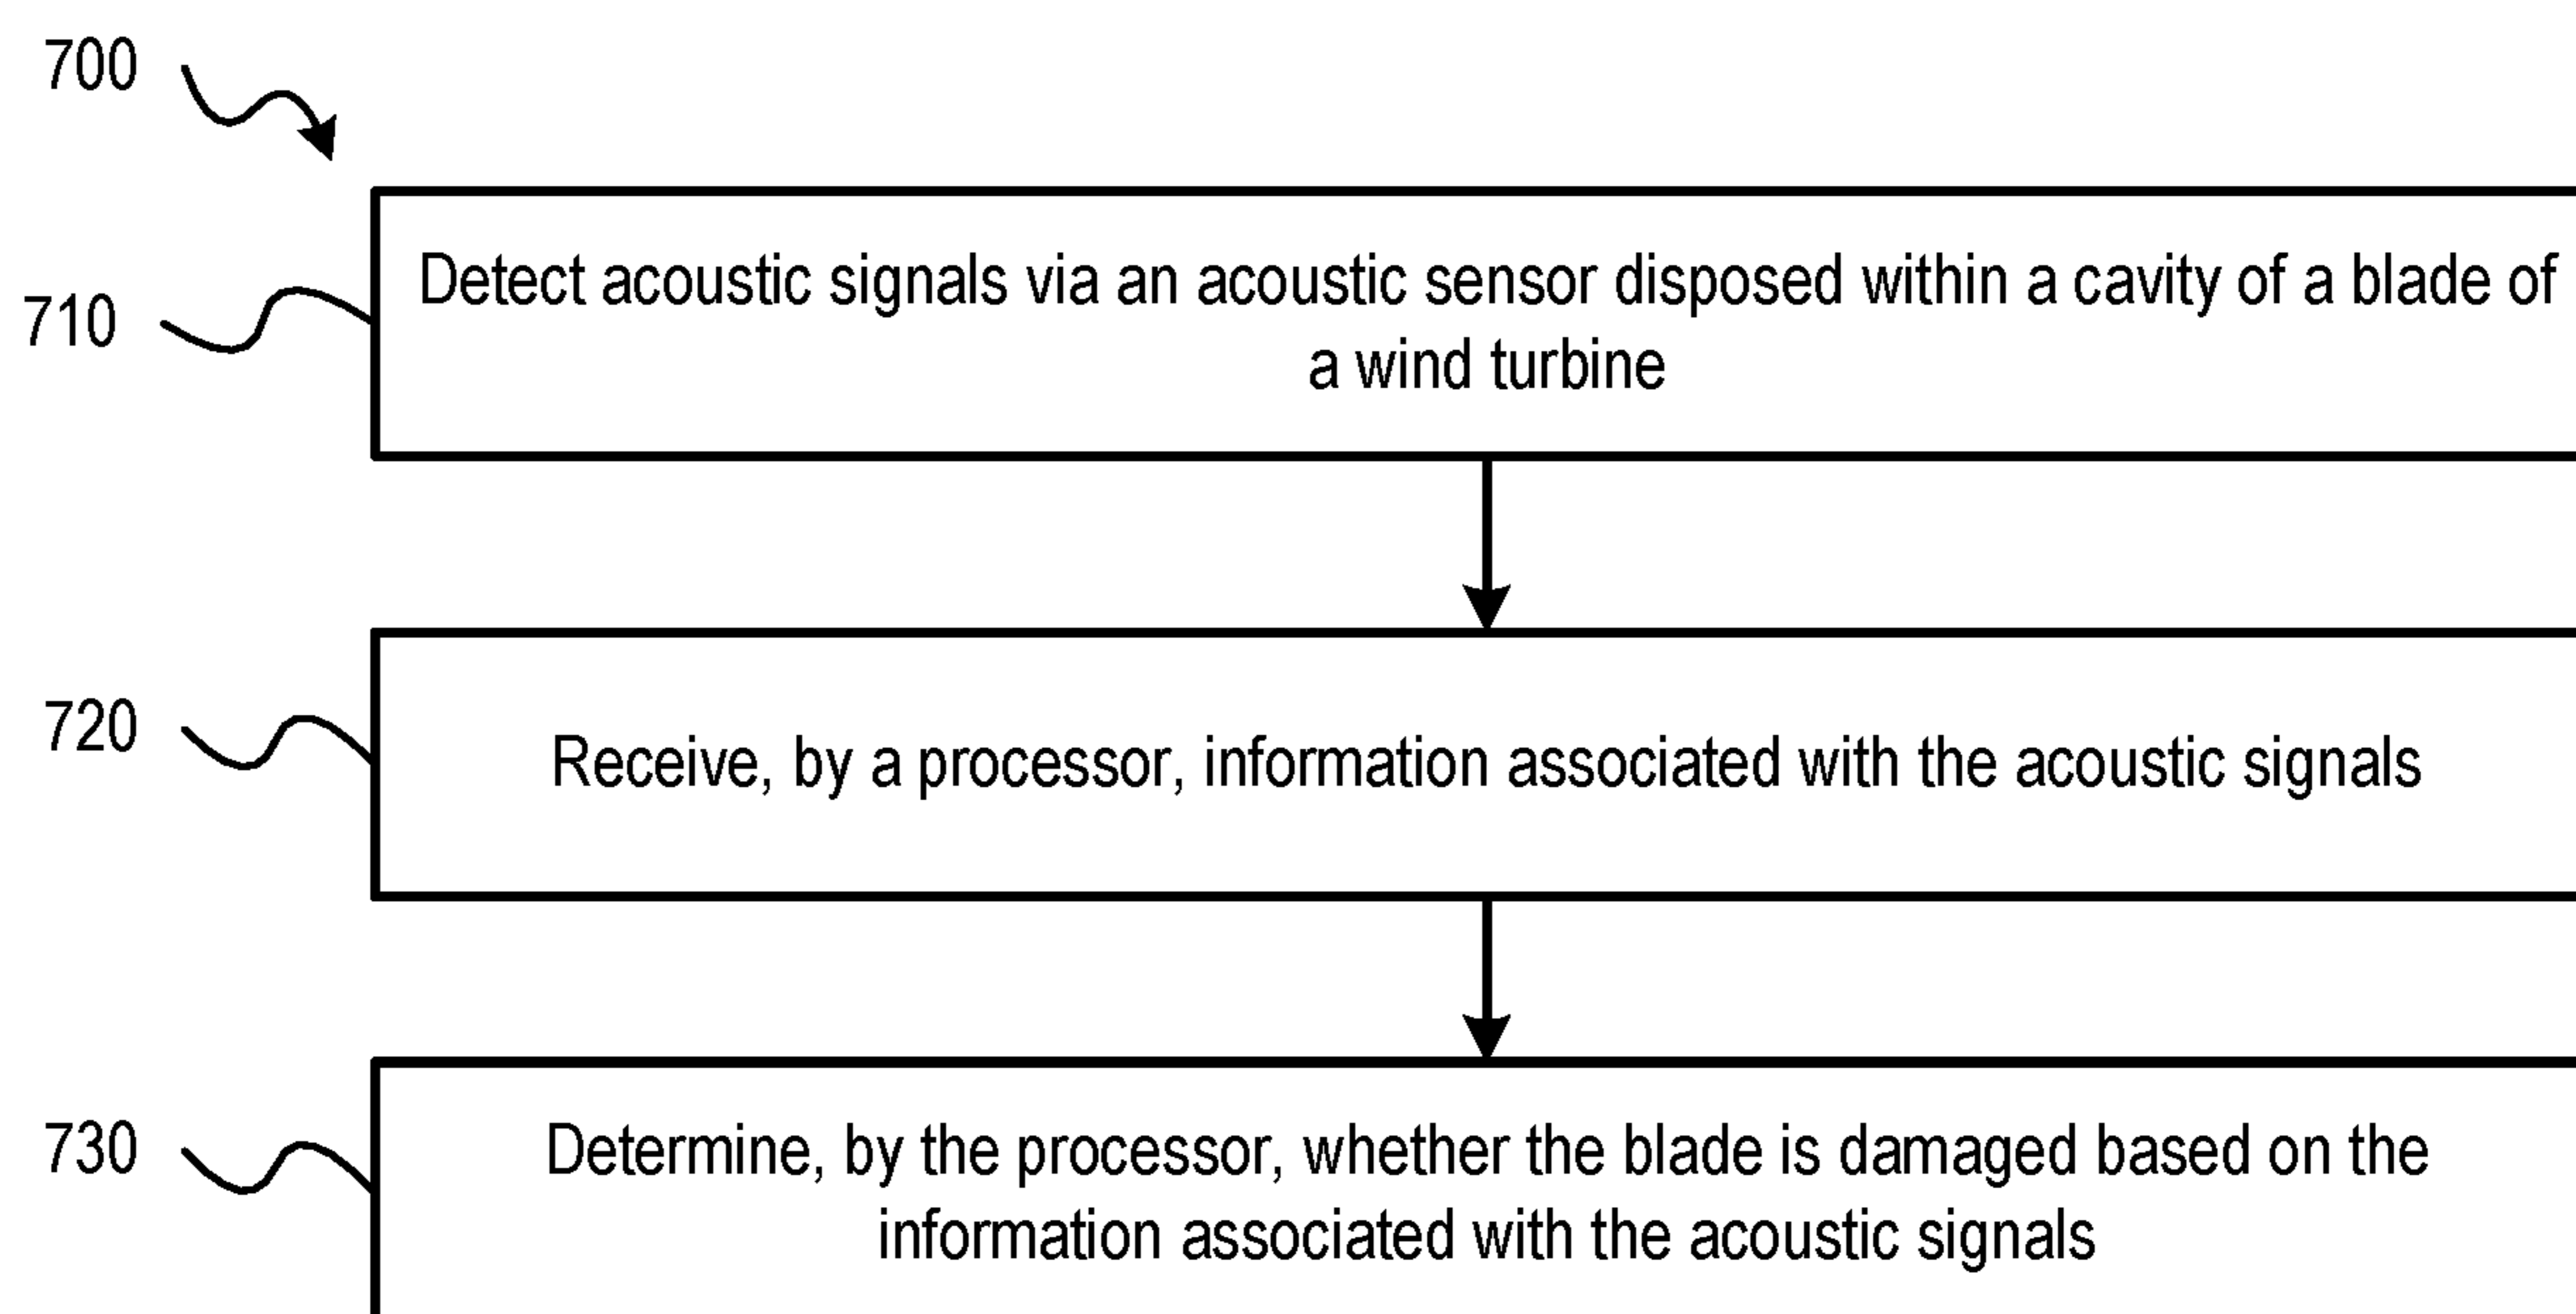 700
710
Detect acoustic signals via an acoustic sensor disposed within a cavity of a blade of
a wind turbine
720
Receive, by a processor, information associated with the acoustic signals
730
Determine, by the processor, whether the blade is damaged based on the
information associated with the acoustic signals